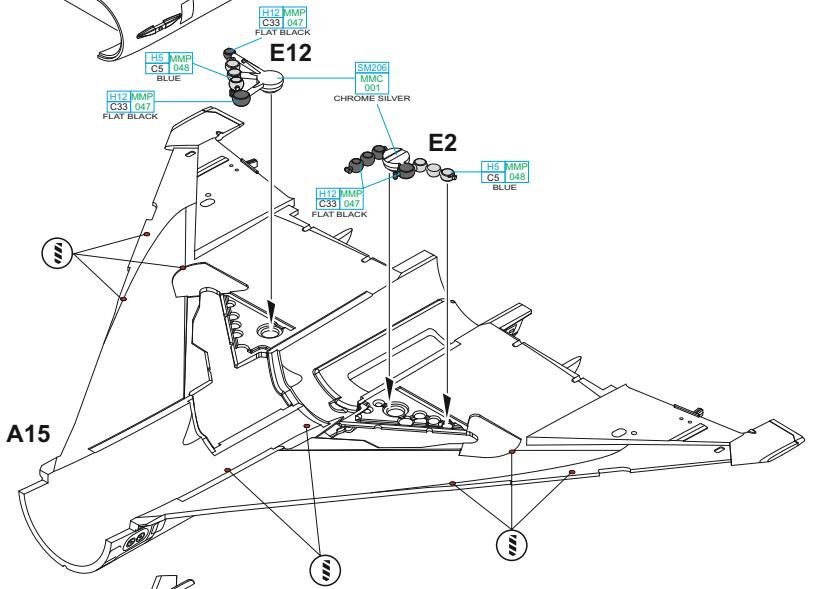 H12 MMP
C33 047
FLAT BLACK
E12
H5 MMP
C5 048
BLUE
SM206
MMC
001
CHROME SILVER
H12 MMP
C33 047
FLAT BLACK
E2
H5 MMP
C5 048
BLUE
H12 MMP
C33 047
FLAT BLACK
A15